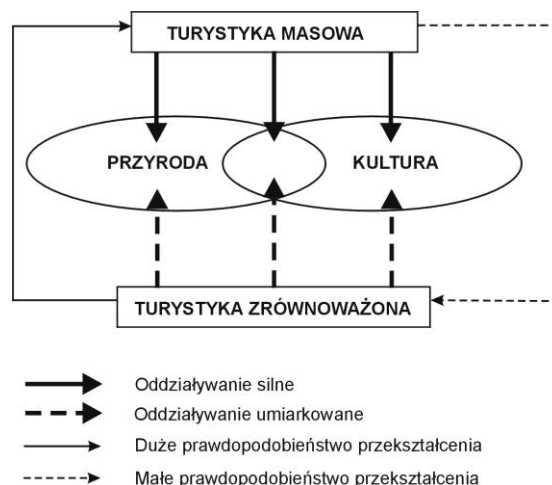 TURYSTYKA MASOWA
PRZYRODA
KULTURA
TURYSTYKA ZRÓWNOWAŻONA
Oddziaływanie silne
Oddziaływanie umiarkowane
Duże prawdopodobieństwo przekształcenia
Małe prawdopodobieństwo przekształcenia